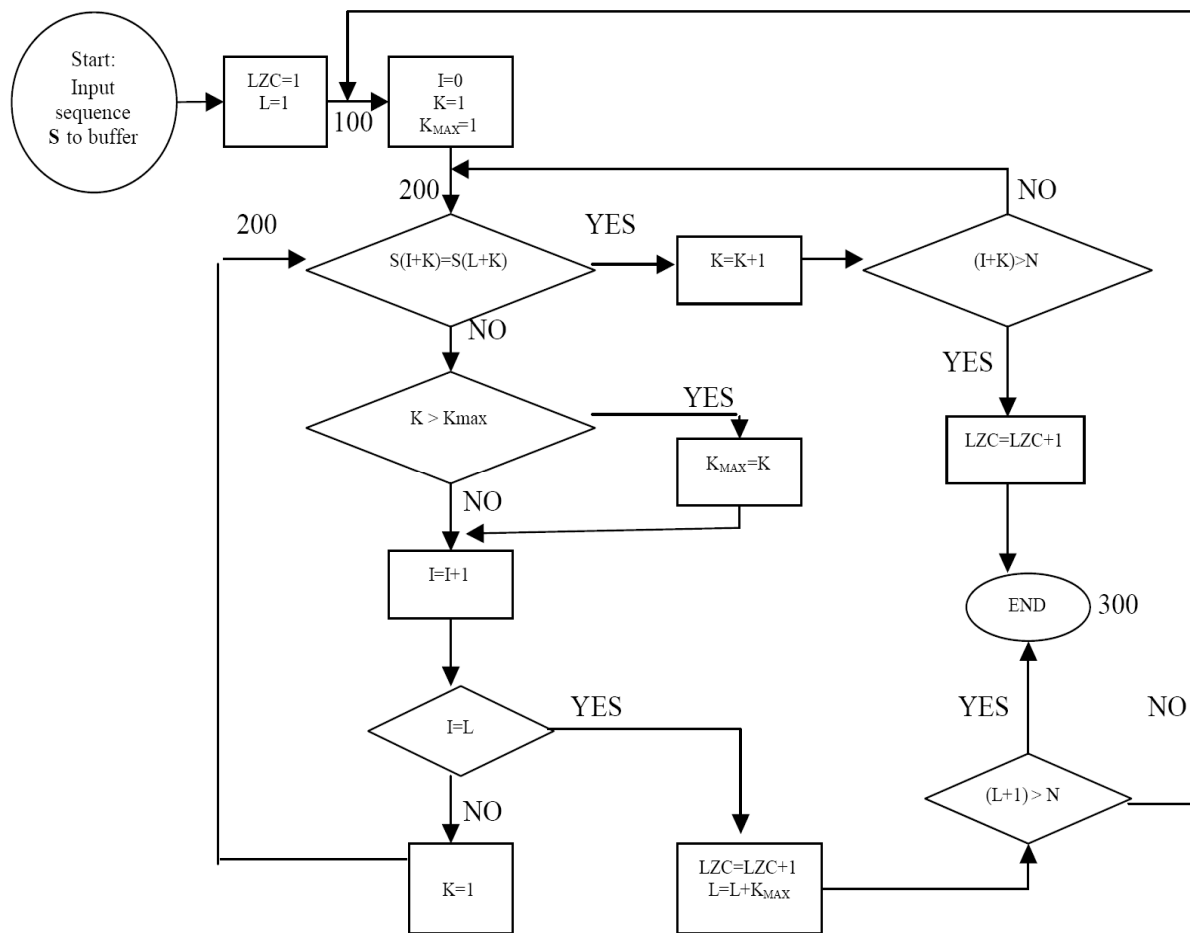 Start:
Input
sequence
S to buffer
LZC=1
L=1
100
I=0
K=1
KMAX=1
200
200
S(I+K)=S(L+K)
YES
K=K+1
(I+K)>N
NO
NO
YES
K > Kmax
YES
KMAX=K
LZC=LZC+1
NO
I=I+1
END
300
I=L
YES
YES
NO
(L+1) > N
NO
K=1
LZC=LZC+1
L=L+KMAX